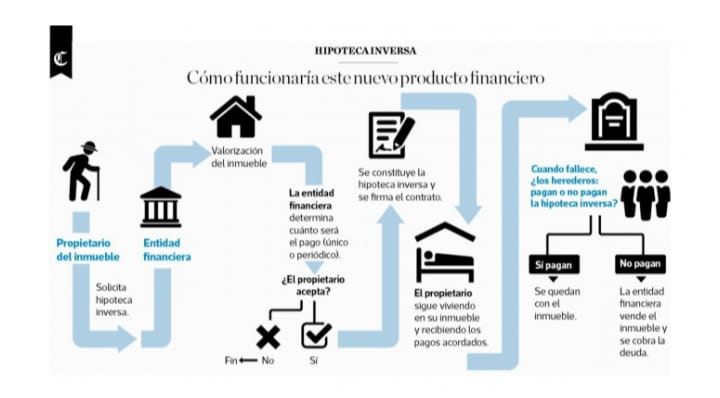 C
HIPOTECA INVERSA
Cómo funcionaría este nuevo producto financiero
Propietario
del inmueble
Solicita
hipoteca
inversa.
Entidad
financiera
Valorización
del inmueble
La entidad
financiera
determina
cuánto será
el pago (único
o periódico).
¿El propietario
acepta?
Fin
No
Sí
Se constituye la
hipoteca inversa y
se firma el contrato.
El propietario
sigue viviendo
en su inmueble
y recibiendo los
pagos acordados.
Cuando fallece,
¿los herederos:
pagan o no pagan
la hipoteca inversa?
Sí pagan
Se quedan
con el
inmueble.
No pagan
La entidad
financiera
vende el
inmueble y
se cobra la
deuda.